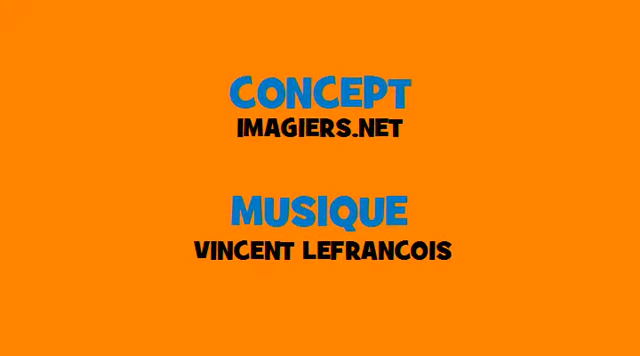 CONCEPT
IMAGIERS.NET
MUSIQUE
VINCENT LEFRANCOIS